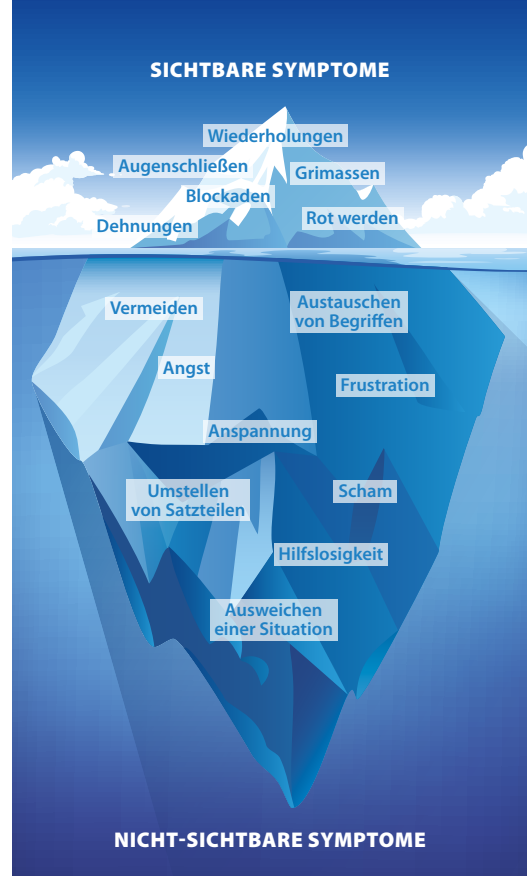 SICHTBARE SYMPTOME
Wiederholungen
Augenschließen
Grimassen
Blockaden
Dehnungen
Rot werden
Vermeiden
Austauschen
von Begriffen
Angst
Frustration
Anspannung
Umstellen
von Satzteilen
Scham
Hilfslosigkeit
Ausweichen
einer Situation
NICHT-SICHTBARE SYMPTOME